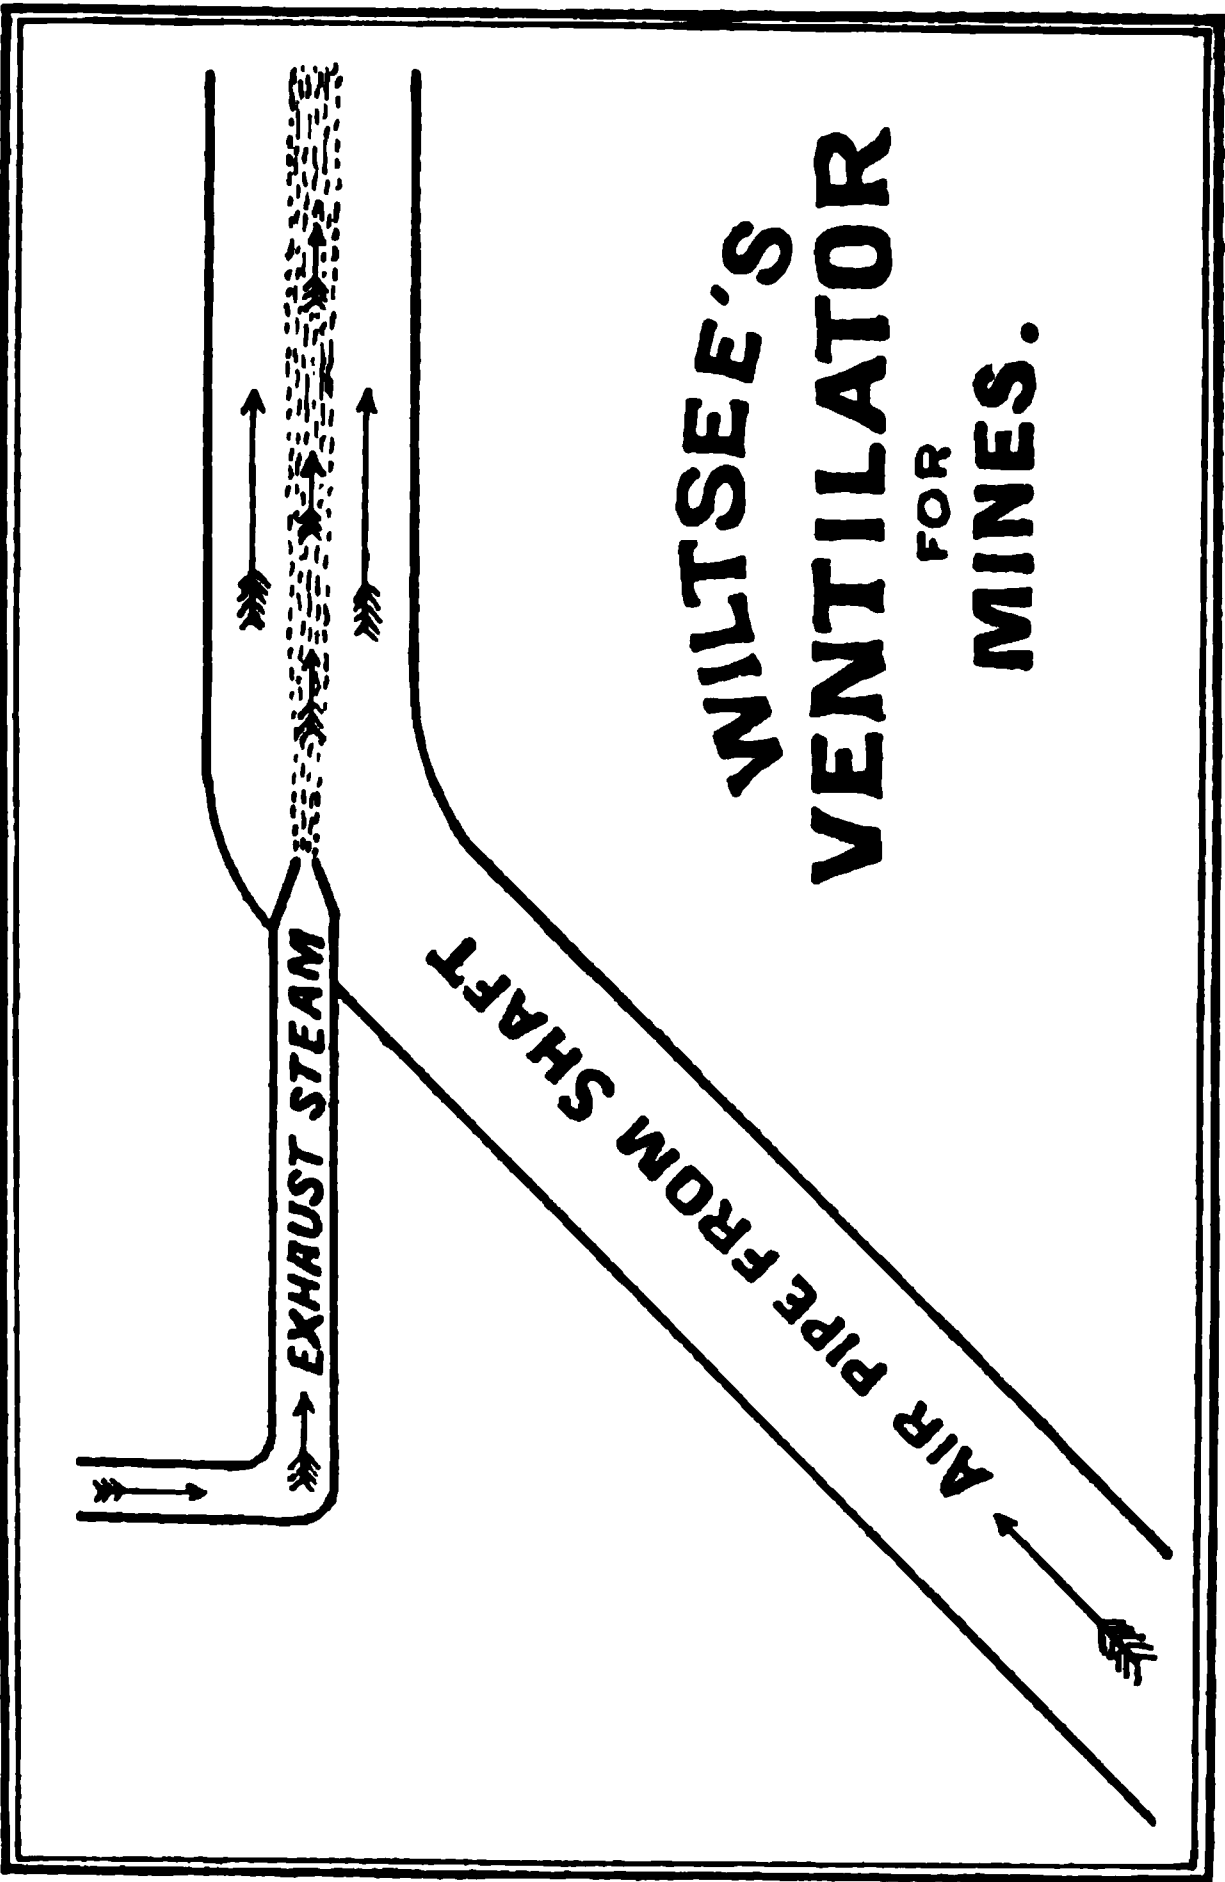 WILTSEE'S
VENTILATOR
FOR
MINES.
EXHAUST STEAM
AIR PIPE FROM SHAFT